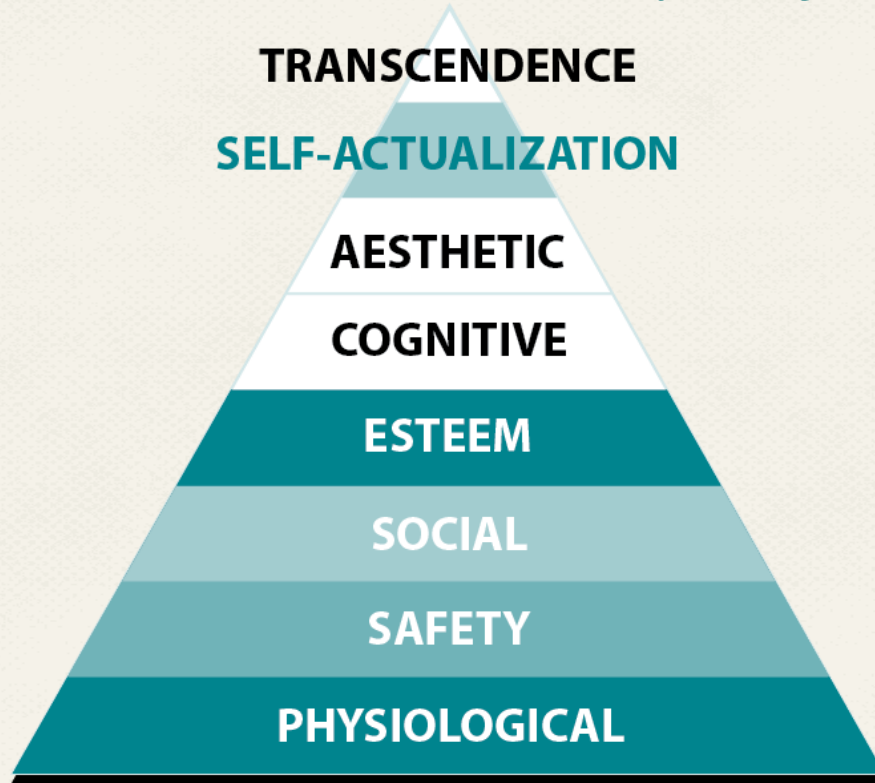 TRANSCENDENCE
SELF-ACTUALIZATION
AESTHETIC
COGNITIVE
ESTEEM
SOCIAL
SAFETY
PHYSIOLOGICAL